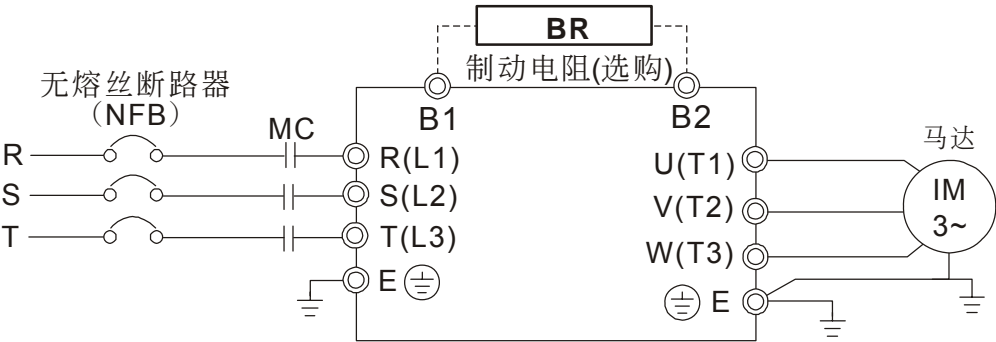 BR
制动电阻(选购)
无熔丝断路器
（NFB）
MC
B1
B2
马达
R
R(L1)
U(T1)
S
S(L2)
V(T2)
IM
3~
T
T(L3)
W(T3)
E
E